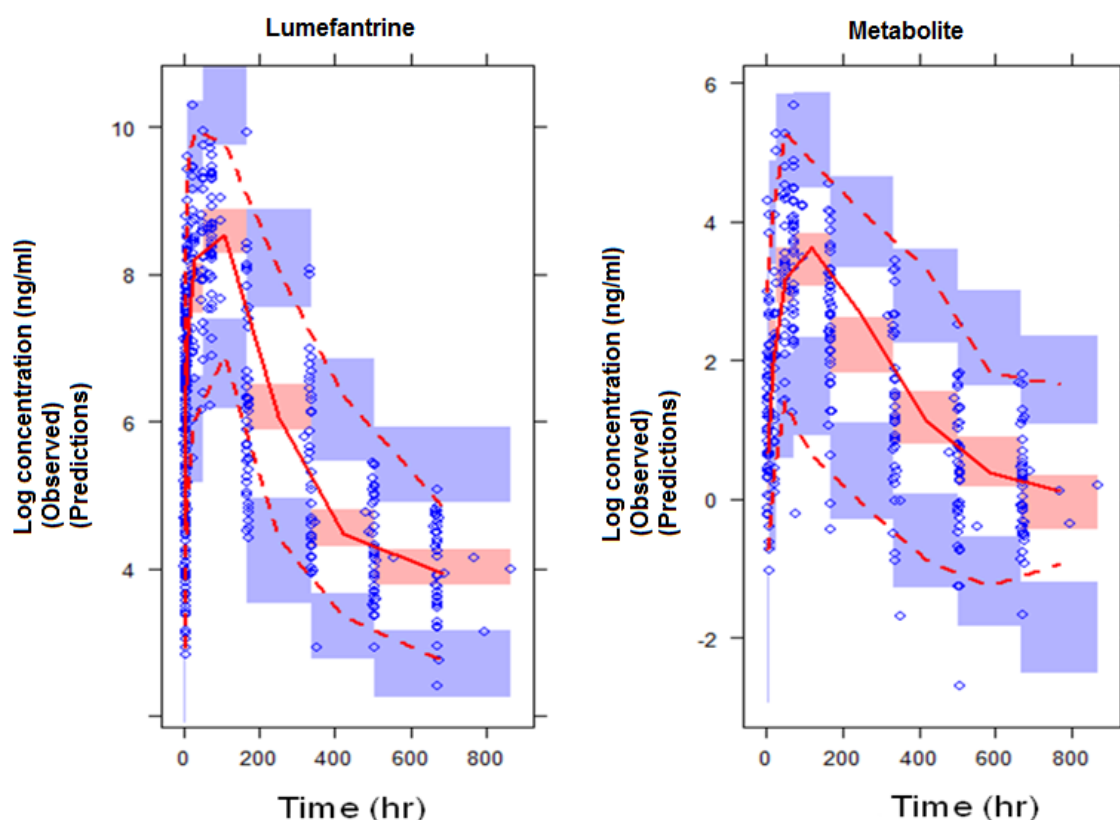 Lumefantrine
Log concentration (ng/ml)
(Observed)
(Predictions)
10
8
6
4
0 200 400 600 800
Time (hr)
Metabolite
Log concentration (ng/ml)
(Observed)
(Predictions)
6
4
2
0
-2
0 200 400 600 800
Time (hr)